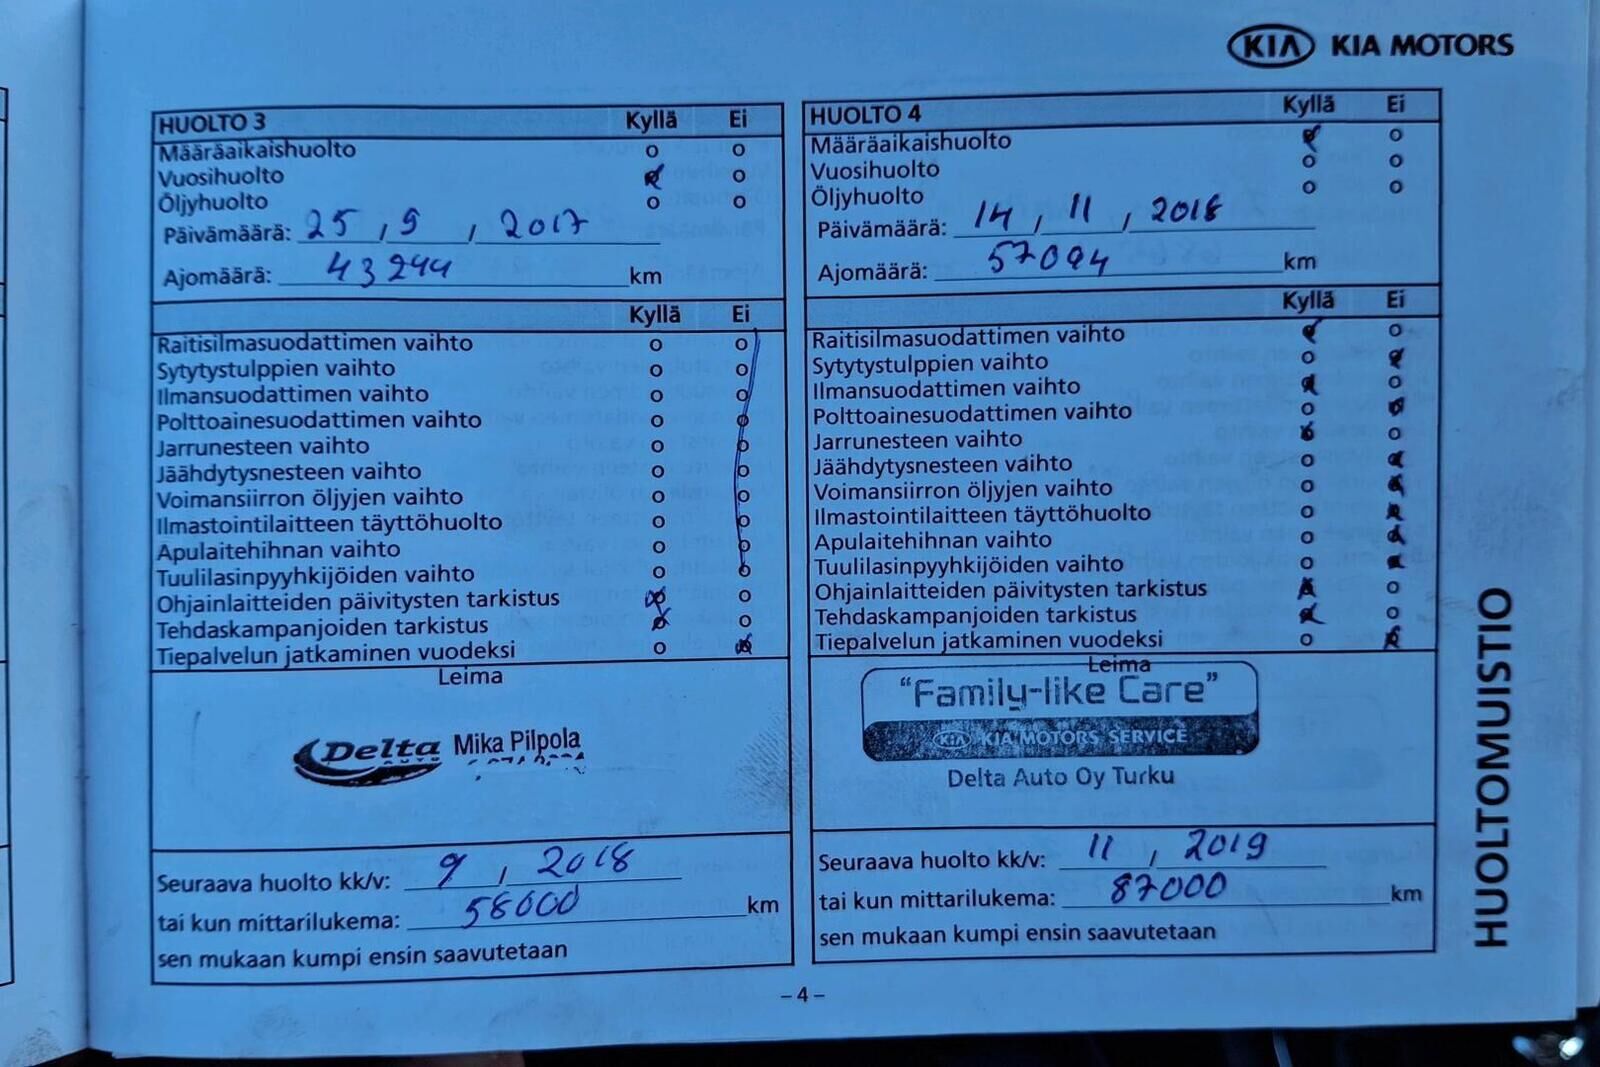 KIA KIA MOTORS
HUOLTO 3 Kyllä Ei
Määräaikaishuolto o o
Vuosihuolto o
Öljyhuolto o o
Päivämäärä: 25 , 9 , 2017
Ajomäärä: 43 244 km
Kyllä Ei
Raitisilmasuodattimen vaihto o o
Sytytystulppien vaihto o o
Ilmansuodattimen vaihto o o
Polttoainesuodattimen vaihto o o
Jarrunesteen vaihto o o
Jäähdytysnesteen vaihto o o
Voimansiirron öljyjen vaihto o o
Ilmastointilaitteen täyttöhuolto o o
Apulaitehihnan vaihto o o
Tuulilasinpyyhkijöiden vaihto o o
Ohjainlaitteiden päivitysten tarkistus x o
Tehdaskampanjoiden tarkistus x o
Tiepalvelun jatkaminen vuodeksi o x
Leima
Delta Mika Pilpola
AUTO
Seuraava huolto kk/v: 9 , 2018
tai kun mittarilukema: 58000 km
sen mukaan kumpi ensin saavutetaan
HUOLTO 4 Kyllä Ei
Määräaikaishuolto x o
Vuosihuolto o o
Öljyhuolto o o
Päivämäärä: 14 , 11 , 2018
Ajomäärä: 57094 km
Kyllä Ei
Raitisilmasuodattimen vaihto x o
Sytytystulppien vaihto o x
Ilmansuodattimen vaihto x o
Polttoainesuodattimen vaihto o x
Jarrunesteen vaihto x o
Jäähdytysnesteen vaihto o x
Voimansiirron öljyjen vaihto o x
Ilmastointilaitteen täyttöhuolto o x
Apulaitehihnan vaihto o x
Tuulilasinpyyhkijöiden vaihto o x
Ohjainlaitteiden päivitysten tarkistus x o
Tehdaskampanjoiden tarkistus x o
Tiepalvelun jatkaminen vuodeksi o x
Leima
"Family-like Care"
KIA KIA MOTORS SERVICE
Delta Auto Oy Turku
Seuraava huolto kk/v: 11 , 2019
tai kun mittarilukema: 87000 km
sen mukaan kumpi ensin saavutetaan
HUOLTOMUISTIO
– 4 –